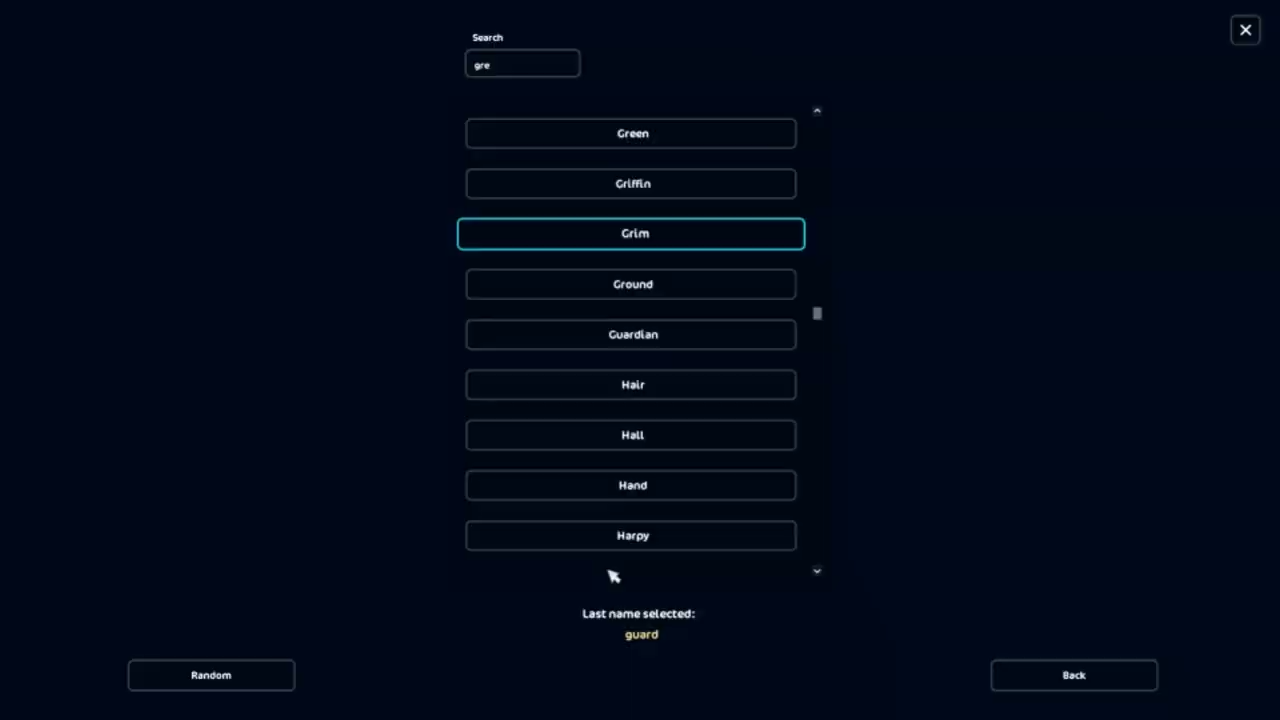 Search
gre
Green
Griffin
Grim
Ground
Guardian
Hair
Hall
Hand
Harpy
Last name selected:
guard
Random
Back